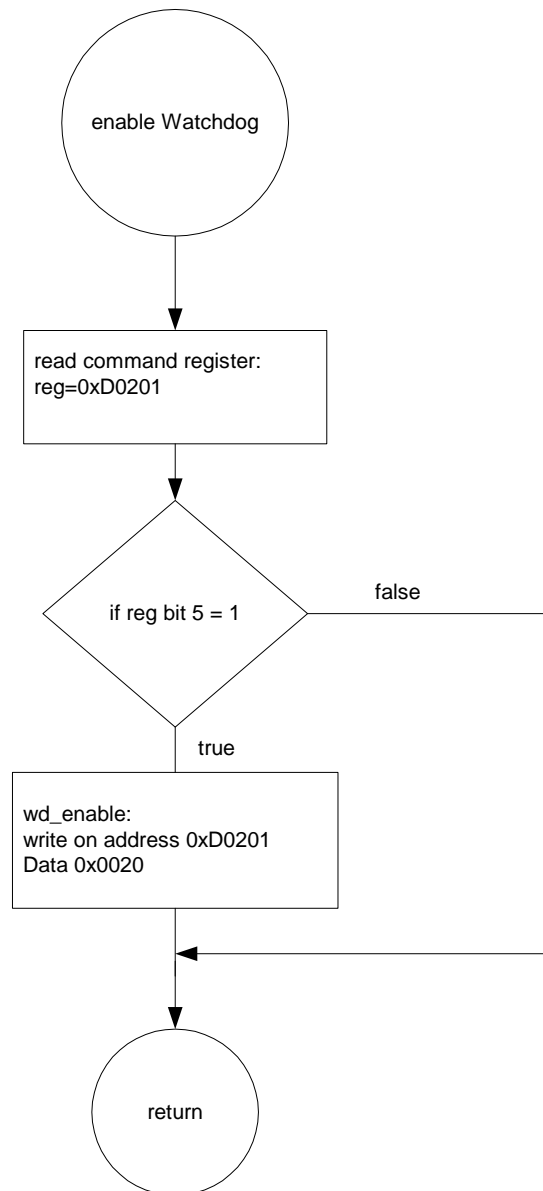 enable Watchdog
read command register:
reg=0xD0201
if reg bit 5 = 1
false
true
wd_enable:
write on address 0xD0201
Data 0x0020
return